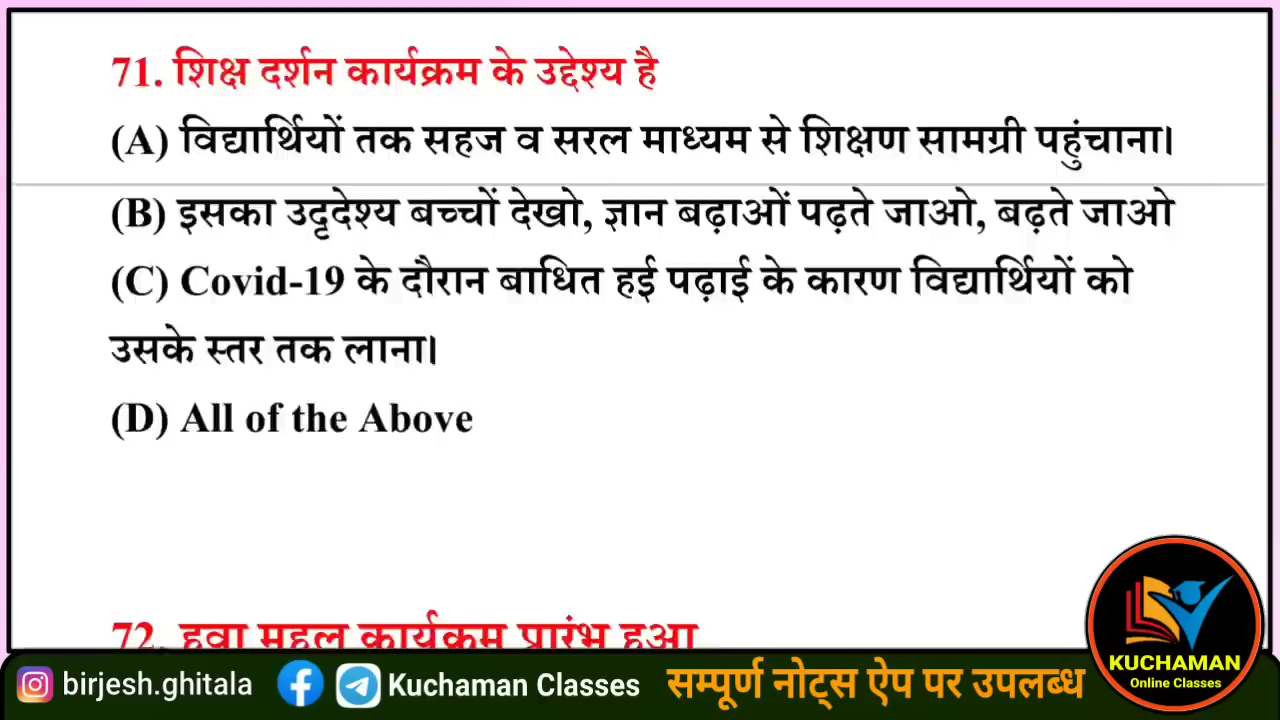 71. शिक्ष दर्शन कार्यक्रम के उद्देश्य है
(A) विद्यार्थियों तक सहज व सरल माध्यम से शिक्षण सामग्री पहुंचाना।
(B) इसका उद्दृदेश्य बच्चों देखो, ज्ञान बढ़ाओं पढ़ते जाओ, बढ़ते जाओ
(C) Covid-19 के दौरान बाधित हई पढ़ाई के कारण विद्यार्थियों को
उसके स्तर तक लाना।
(D) All of the Above
72. हवा महल कार्यक्रम प्रारंभ हुआ
KUCHAMAN
Online Classes
birjesh.ghitala Kuchaman Classes सम्पूर्ण नोट्स ऐप पर उपलब्ध